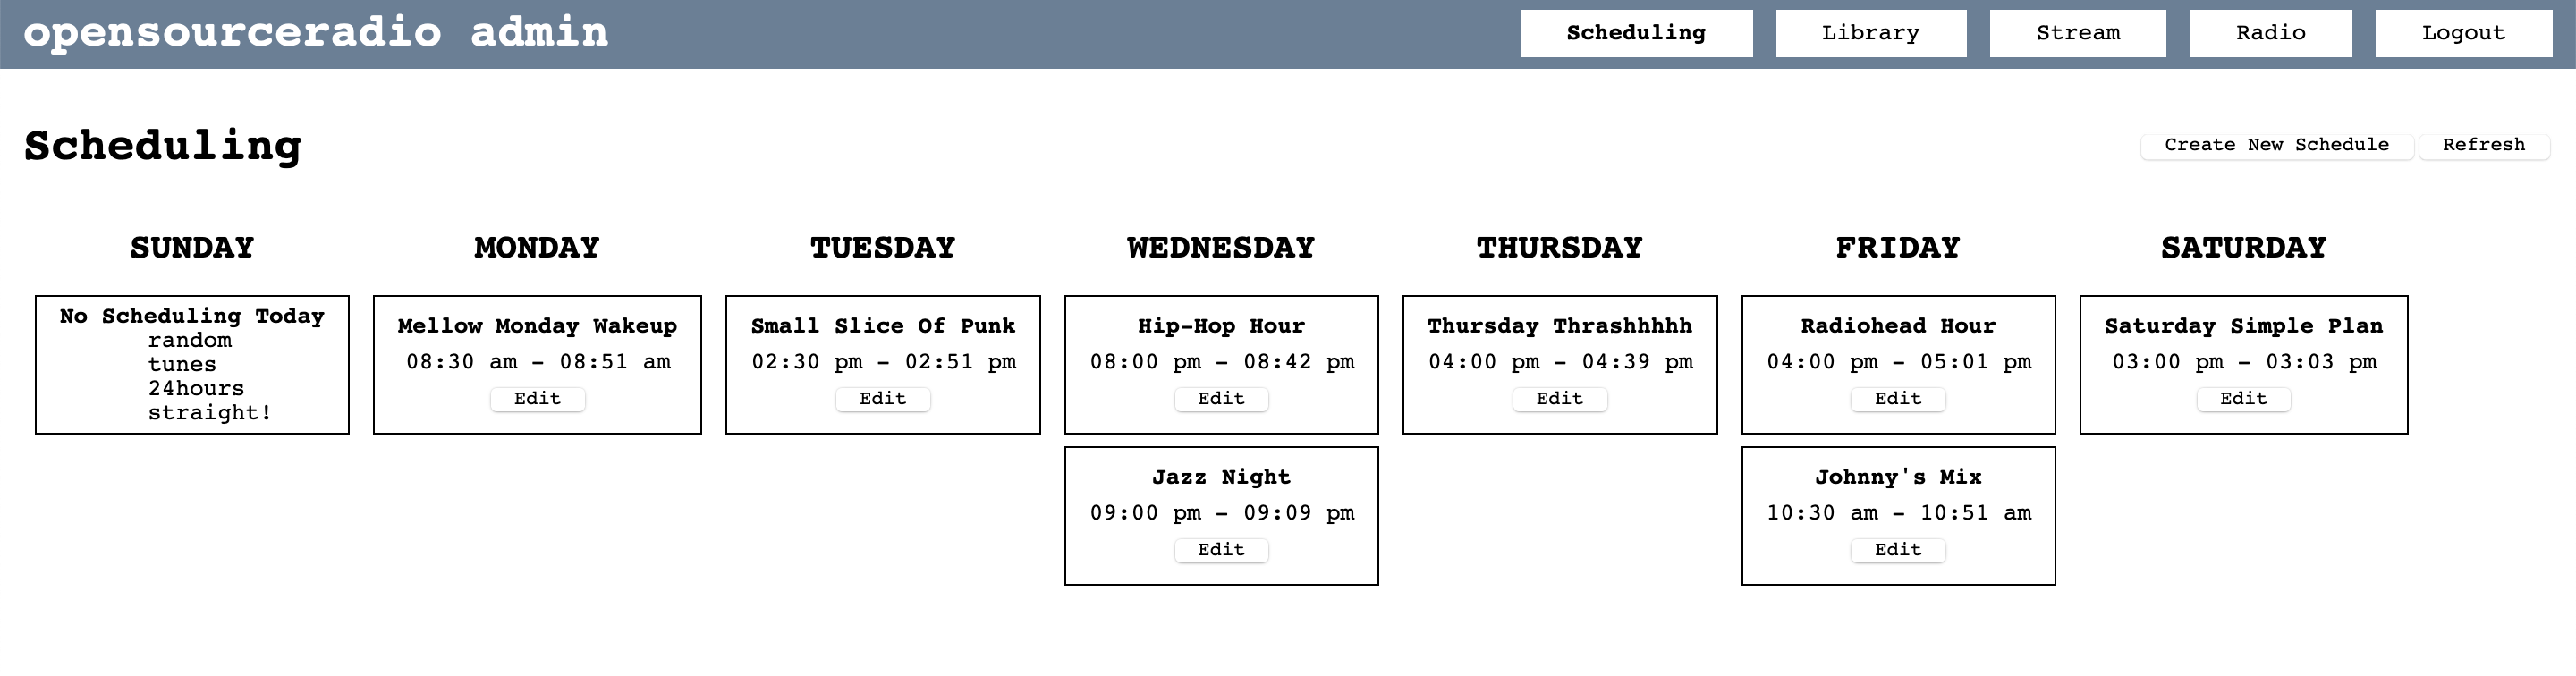 opensourceradio admin
Scheduling
Library
Stream
Radio
Logout
Scheduling
Create New Schedule
Refresh
SUNDAY
No Scheduling Today
random
tunes
24hours
straight!
MONDAY
Mellow Monday Wakeup
08:30 am - 08:51 am
Edit
TUESDAY
Small Slice Of Punk
02:30 pm - 02:51 pm
Edit
WEDNESDAY
Hip-Hop Hour
08:00 pm - 08:42 pm
Edit
Jazz Night
09:00 pm - 09:09 pm
Edit
THURSDAY
Thursday Thrashhhhh
04:00 pm - 04:39 pm
Edit
FRIDAY
Radiohead Hour
04:00 pm - 05:01 pm
Edit
Johnny's Mix
10:30 am - 10:51 am
Edit
SATURDAY
Saturday Simple Plan
03:00 pm - 03:03 pm
Edit